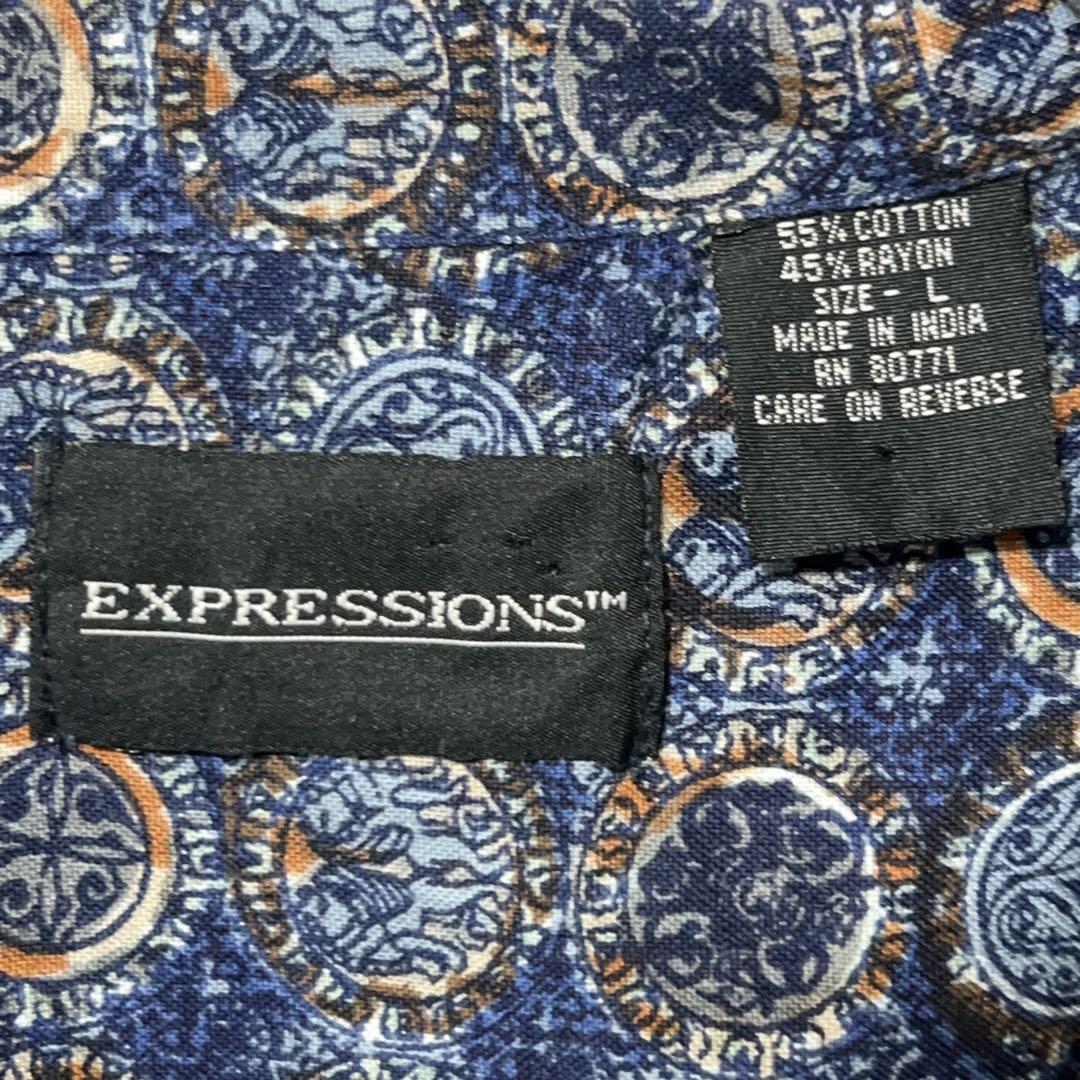 55% COTTON
45% RAYON
SIZE - L
MADE IN INDIA
RN 80771
CARE ON REVERSE
EXPRESSIONS™